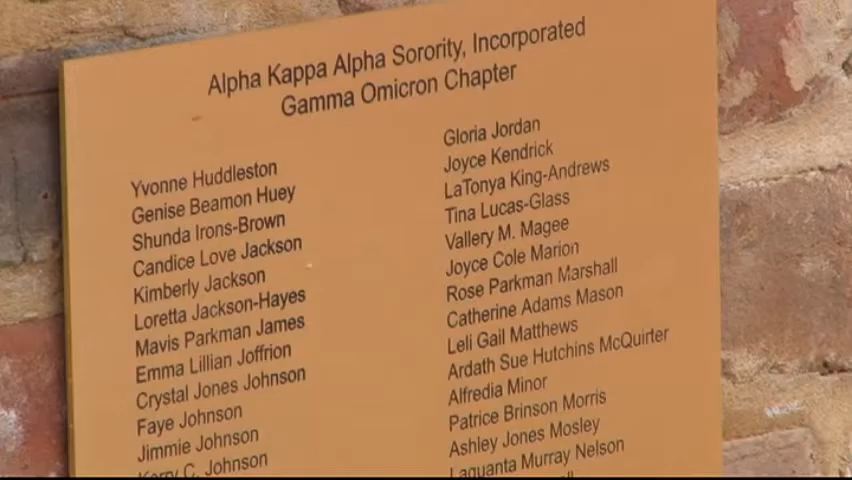 Alpha Kappa Alpha Sorority, Incorporated
Gamma Omicron Chapter
Yvonne Huddleston
Genise Beamon Huey
Shunda Irons-Brown
Candice Love Jackson
Kimberly Jackson
Loretta Jackson-Hayes
Mavis Parkman James
Emma Lillian Joffrion
Crystal Jones Johnson
Faye Johnson
Jimmie Johnson
Kerry C. Johnson
Gloria Jordan
Joyce Kendrick
LaTonya King-Andrews
Tina Lucas-Glass
Vallery M. Magee
Joyce Cole Marion
Rose Parkman Marshall
Catherine Adams Mason
Leli Gail Matthews
Ardath Sue Hutchins McQuirter
Alfredia Minor
Patrice Brinson Morris
Ashley Jones Mosley
Laquanta Murray Nelson